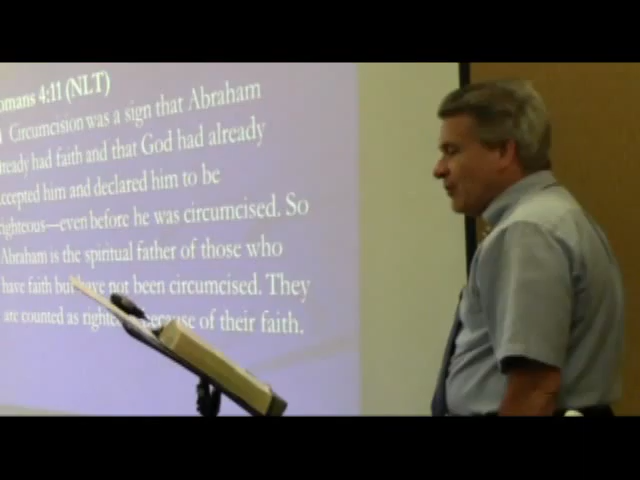 omans 4:11 (NLT)
Circumcision was a sign that Abraham
lready had faith and that God had already
ccepted him and declared him to be
ighteous—even before he was circumcised. So
Abraham is the spiritual father of those who
have faith but have not been circumcised. They
are counted as righte because of their faith.